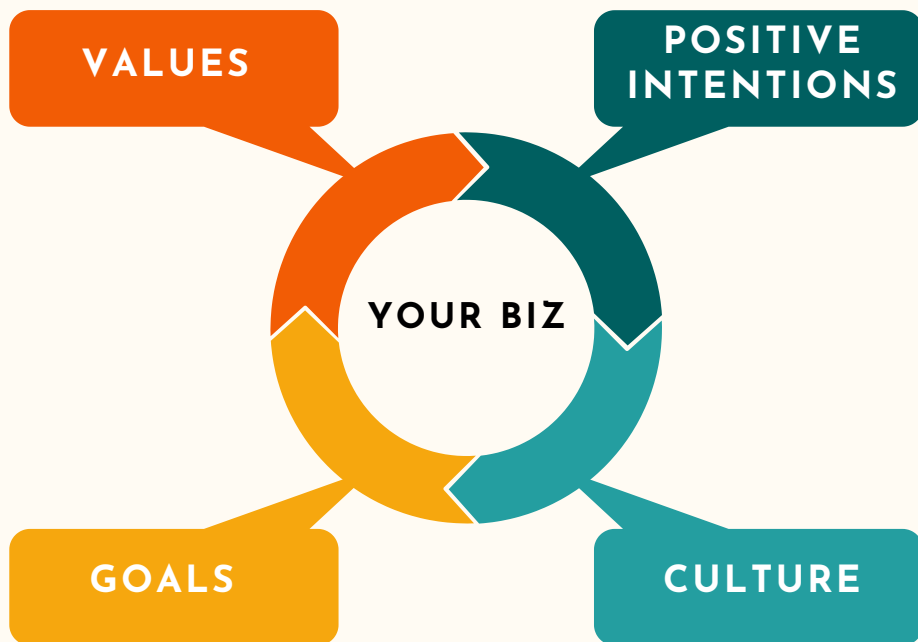 VALUES
POSITIVE
INTENTIONS
YOUR BIZ
GOALS
CULTURE